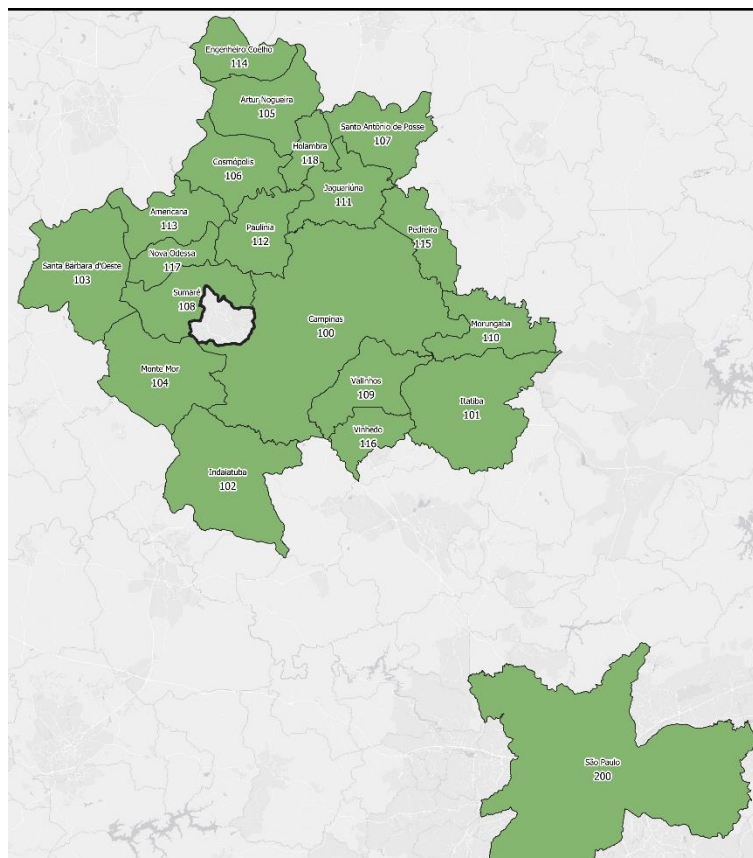 Engenheiro Coelho
114
Artur Nogueira
105
Santo Antônio de Posse
107
Holambra
118
Cosmópolis
106
Jaguariúna
111
Americana
113
Paulínia
112
Pedreira
115
Nova Odessa
117
Santa Bárbara d'Oeste
103
Sumaré
108
Campinas
100
Morungaba
110
Monte Mor
104
Valinhos
109
Itatiba
101
Vinhedo
116
Indaiatuba
102
São Paulo
200